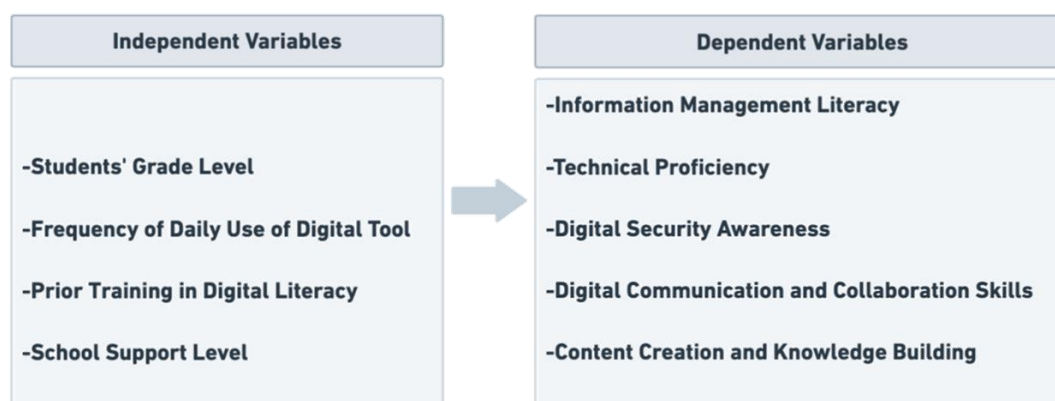 Independent Variables
-Students' Grade Level
-Frequency of Daily Use of Digital Tool
-Prior Training in Digital Literacy
-School Support Level
Dependent Variables
-Information Management Literacy
-Technical Proficiency
-Digital Security Awareness
-Digital Communication and Collaboration Skills
-Content Creation and Knowledge Building